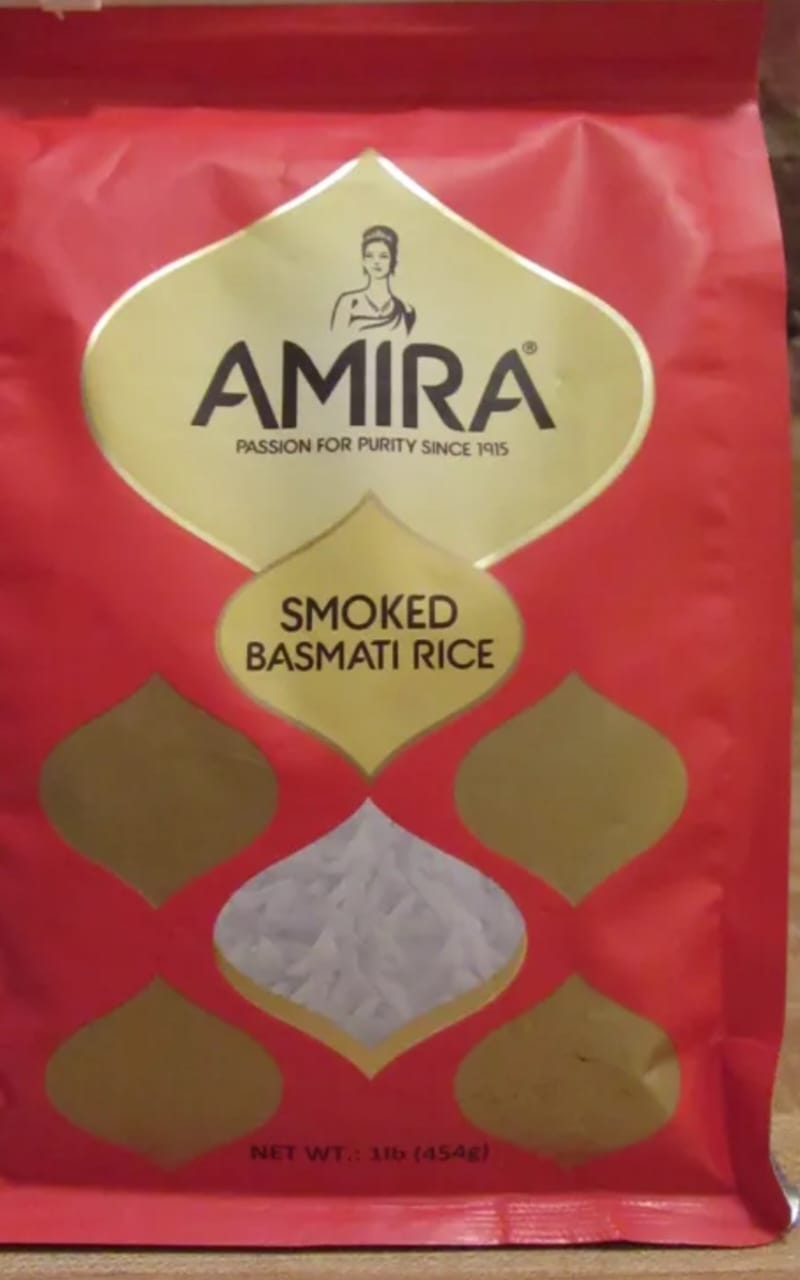 AMIRA®
PASSION FOR PURITY SINCE 1915
SMOKED
BASMATI RICE
NET WT.: 1lb (454g)